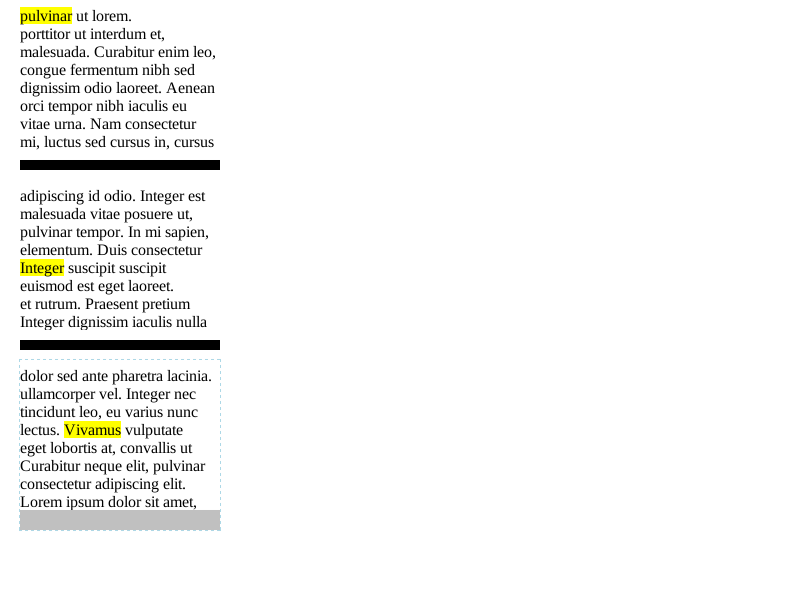 pulvinar ut lorem.
porttitor ut interdum et,
malesuada. Curabitur enim leo,
congue fermentum nibh sed
dignissim odio laoreet. Aenean
orci tempor nibh iaculis eu
vitae urna. Nam consectetur
mi, luctus sed cursus in, cursus
adipiscing id odio. Integer est
malesuada vitae posuere ut,
pulvinar tempor. In mi sapien,
elementum. Duis consectetur
Integer suscipit suscipit
euismod est eget laoreet.
et rutrum. Praesent pretium
Integer dignissim iaculis nulla
dolor sed ante pharetra lacinia.
ullamcorper vel. Integer nec
tincidunt leo, eu varius nunc
lectus. Vivamus vulputate
eget lobortis at, convallis ut
Curabitur neque elit, pulvinar
consectetur adipiscing elit.
Lorem ipsum dolor sit amet,